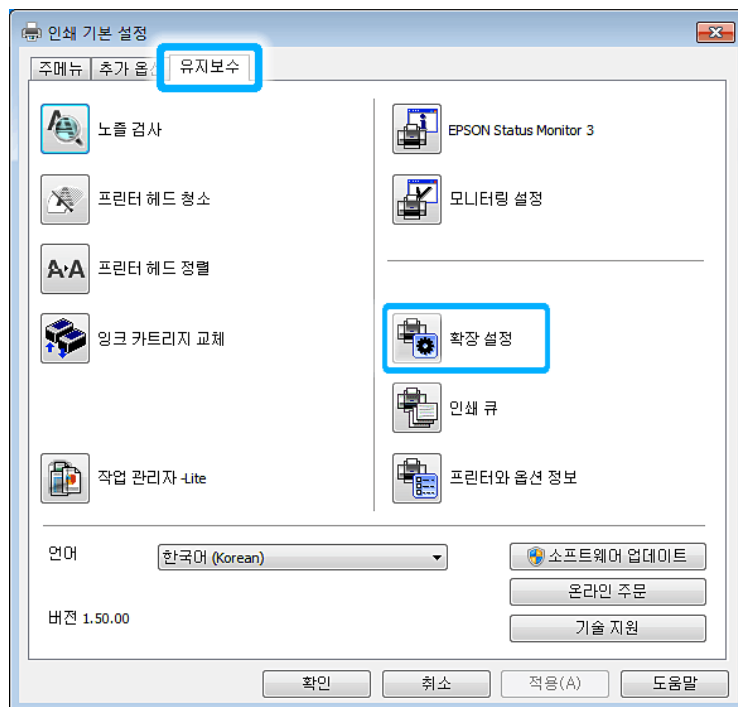 인쇄 기본 설정
주메뉴
추가 옵
유지보수
노즐 검사
프린터 헤드 청소
프린터 헤드 정렬
잉크 카트리지 교체
작업 관리자-Lite
EPSON Status Monitor 3
모니터링 설정
확장 설정
인쇄 큐
프린터와 옵션 정보
언어
한국어 (Korean)
소프트웨어 업데이트
온라인 주문
버전 1.50.00
기술 지원
확인
취소
적용(A)
도움말